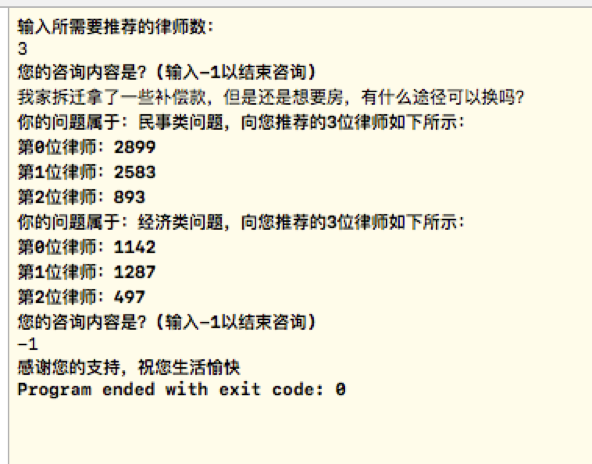 输入所需要推荐的律师数：
3
您的咨询内容是？（输入-1以结束咨询）
我家拆迁拿了一些补偿款，但是还是想要房，有什么途径可以换吗？
你的问题属于：民事类问题，向您推荐的3位律师如下所示：
第0位律师：2899
第1位律师：2583
第2位律师：893
你的问题属于：经济类问题，向您推荐的3位律师如下所示：
第0位律师：1142
第1位律师：1287
第2位律师：497
您的咨询内容是？（输入-1以结束咨询）
-1
感谢您的支持，祝您生活愉快
Program ended with exit code: 0